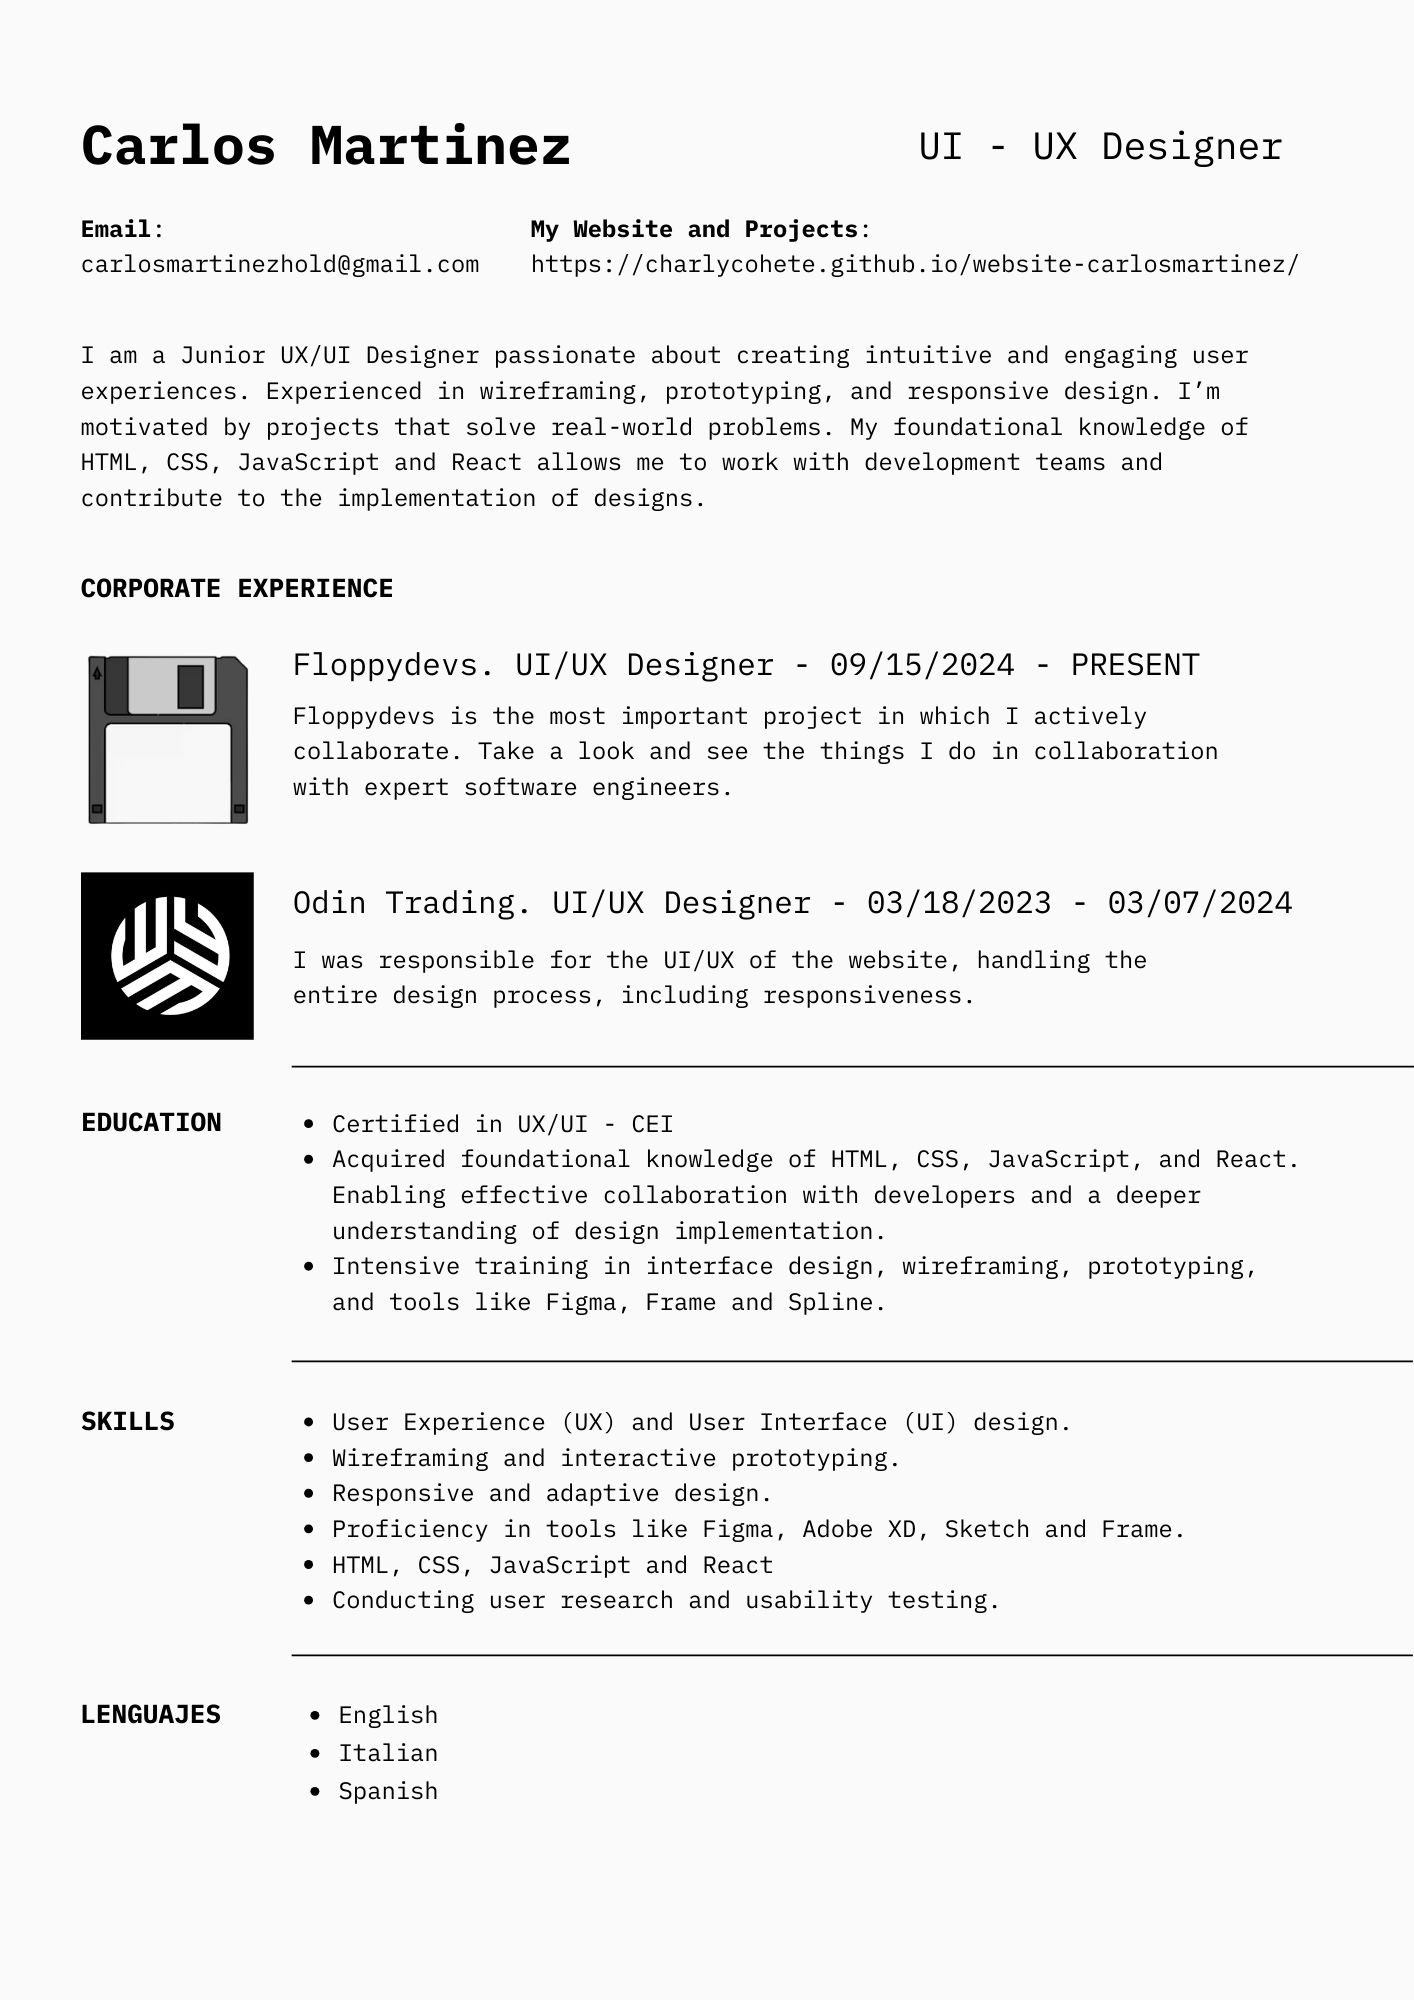 Carlos Martinez
UI - UX Designer
Email:
carlosmartinezhold@gmail.com
My Website and Projects:
https://charlycohete.github.io/website-carlosmartinez/
I am a Junior UX/UI Designer passionate about creating intuitive and engaging user
experiences. Experienced in wireframing, prototyping, and responsive design. I’m
motivated by projects that solve real-world problems. My foundational knowledge of
HTML, CSS, JavaScript and React allows me to work with development teams and
contribute to the implementation of designs.
CORPORATE EXPERIENCE
Floppydevs. UI/UX Designer - 09/15/2024 - PRESENT
Floppydevs is the most important project in which I actively
collaborate. Take a look and see the things I do in collaboration
with expert software engineers.
Odin Trading. UI/UX Designer - 03/18/2023 - 03/07/2024
I was responsible for the UI/UX of the website, handling the
entire design process, including responsiveness.
EDUCATION
• Certified in UX/UI - CEI
• Acquired foundational knowledge of HTML, CSS, JavaScript, and React.
Enabling effective collaboration with developers and a deeper
understanding of design implementation.
• Intensive training in interface design, wireframing, prototyping,
and tools like Figma, Frame and Spline.
SKILLS
• User Experience (UX) and User Interface (UI) design.
• Wireframing and interactive prototyping.
• Responsive and adaptive design.
• Proficiency in tools like Figma, Adobe XD, Sketch and Frame.
• HTML, CSS, JavaScript and React
• Conducting user research and usability testing.
LENGUAJES
• English
• Italian
• Spanish